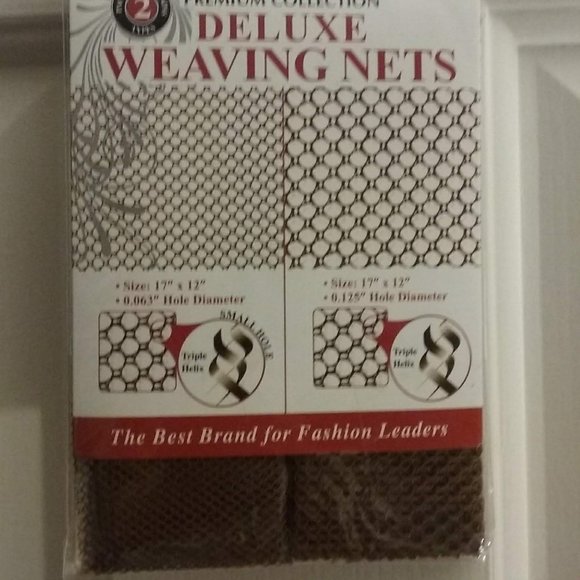 PREMIUM COLLECTION
2
TYPES
DELUXE
WEAVING NETS
• Size: 17" x 12"
• 0.063" Hole Diameter
SMALL HOLE
Triple
Helix
• Size: 17" x 12"
• 0.125" Hole Diameter
Triple
Helix
The Best Brand for Fashion Leaders